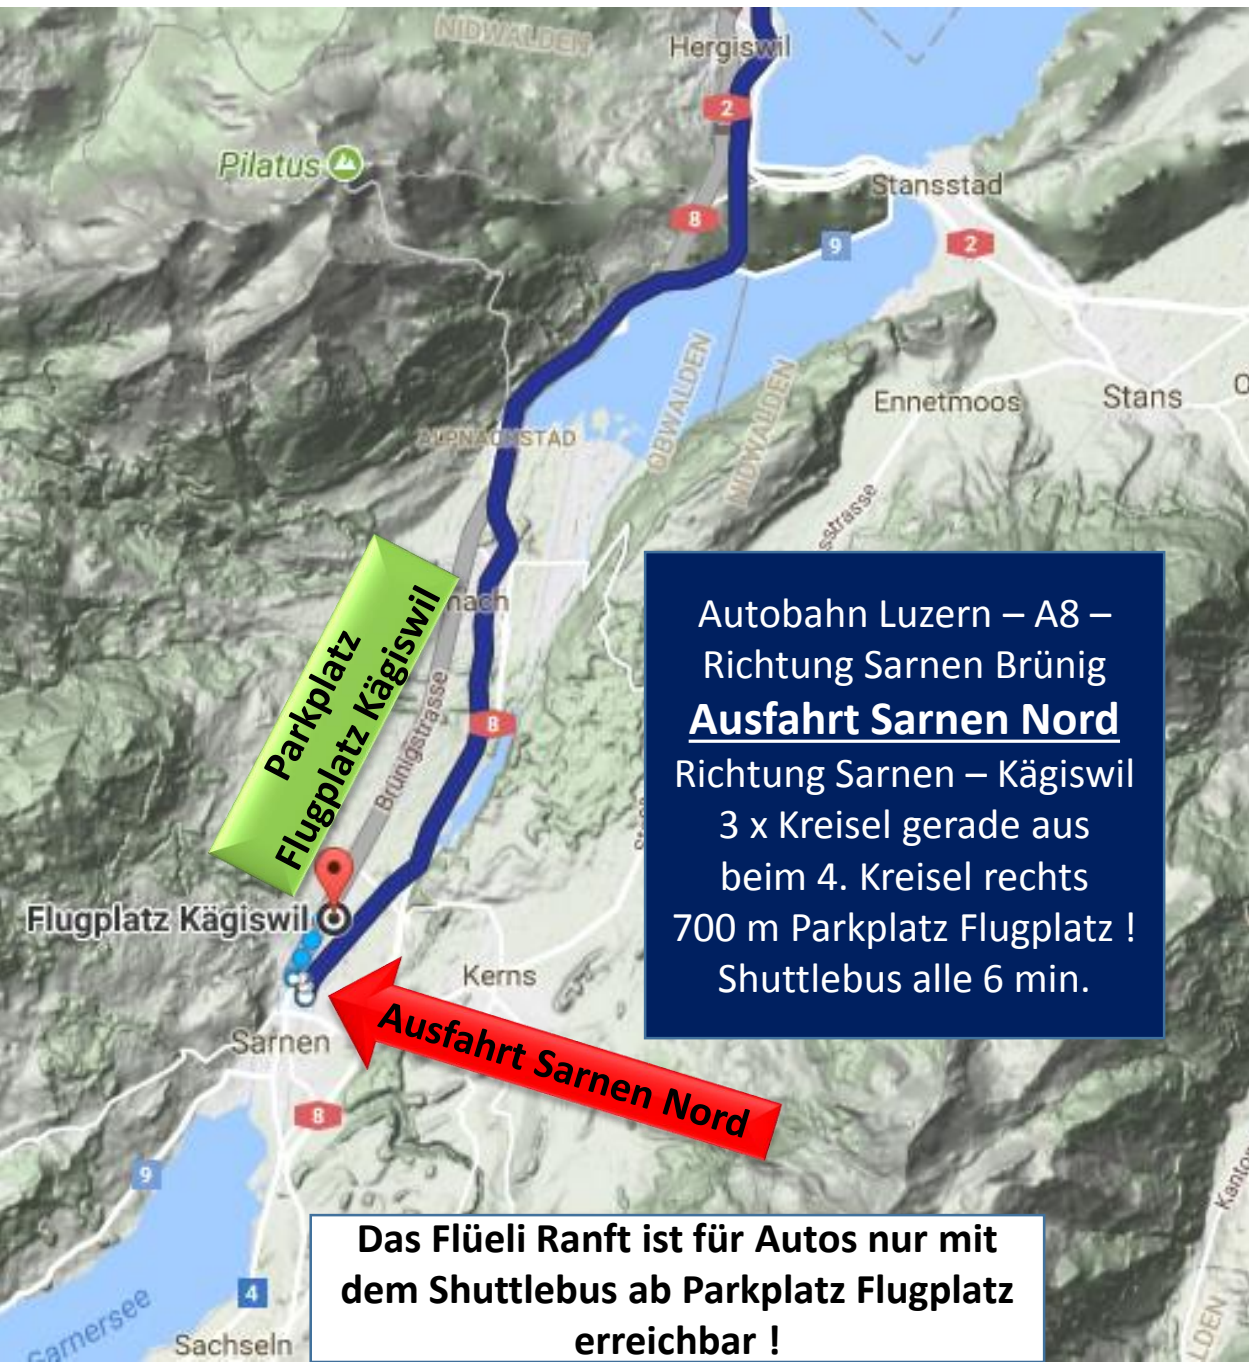 NIDWALDEN
Hergiswil
2
Pilatus
Stansstad
8
9
2
OBWALDEN
NIDWALDEN
Ennetmoos
Stans
O
ALPNACHSTAD
sstrasse
nach
Parkplatz
Flugplatz Kägiswil
Brünigstrasse
8
Autobahn Luzern – A8 –
Richtung Sarnen Brünig
Ausfahrt Sarnen Nord
Richtung Sarnen – Kägiswil
3 x Kreisel gerade aus
beim 4. Kreisel rechts
700 m Parkplatz Flugplatz !
Shuttlebus alle 6 min.
Flugplatz Kägiswil
Kerns
Ausfahrt Sarnen Nord
Sarnen
8
9
Kanton
Das Flüeli Ranft ist für Autos nur mit
dem Shuttlebus ab Parkplatz Flugplatz
erreichbar !
4
Sarnersee
Sachseln
LDEN